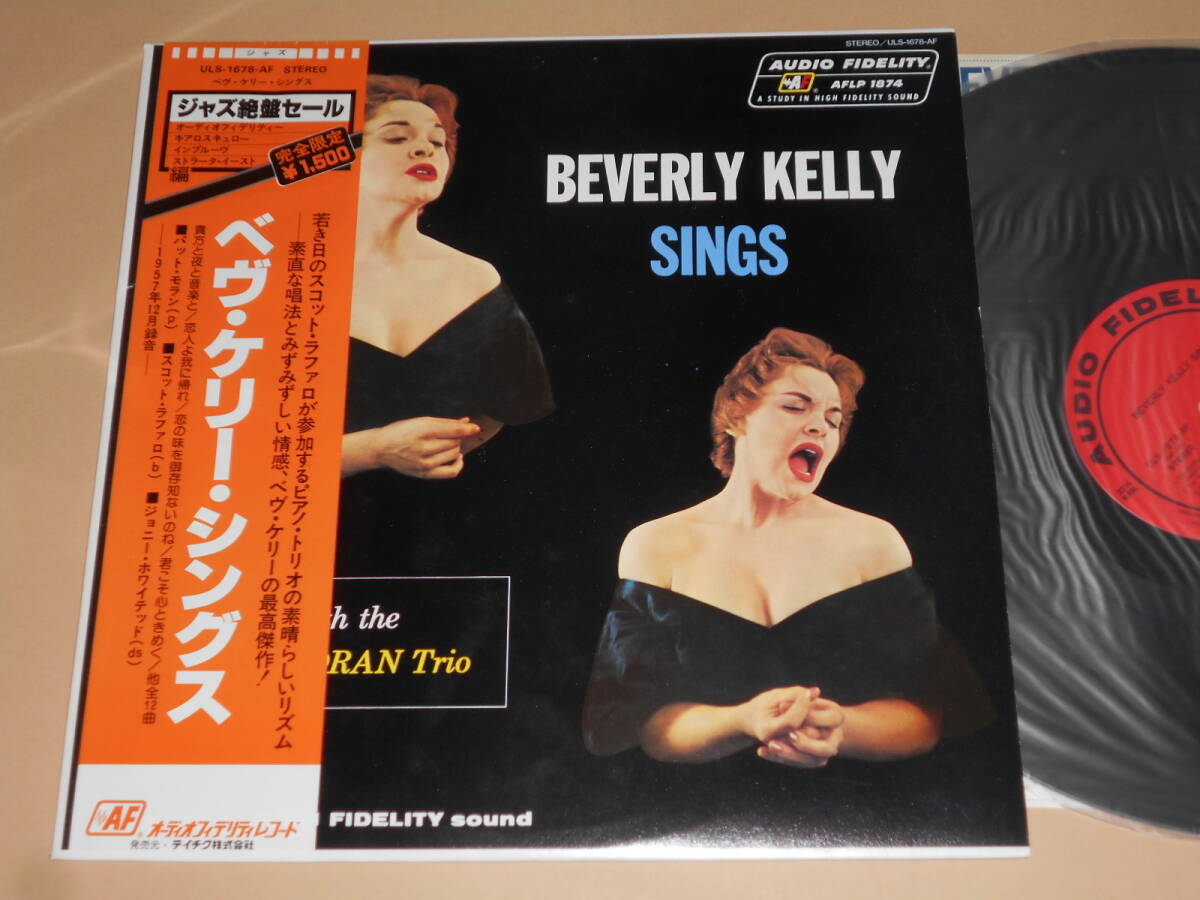 ジャズ
ULS-1678-AF STEREO
ベヴ・ケリー・シングス
ジャズ絶盤セール
オーディオフィデリティー
キアロスキュロー
インプルーヴ
ストラータ・イースト
編
完全限定
¥1,500
ベヴ・ケリー・シングス
若き日のスコット・ラファロが参加するピアノ・トリオの素晴らしいリズム
素直な唱法とみずみずしい情感、ベヴ・ケリーの最高傑作!
貴方と夜と音楽と/恋人よ我に帰れ/恋の味を御存知ないのね/君こそ心ときめく/他全12曲
■パット・モラン(p) ■スコット・ラファロ(b) ■ジョニー・ホワイテッド(ds)
——1957年12月録音——
AF
オーディオフィデリティレコード
発売元・テイチク株式会社
STEREO/ULS-1678-AF
AUDIO FIDELITY
AF
AFLP 1874
A STUDY IN HIGH FIDELITY SOUND
BEVERLY KELLY
SINGS
h the
ORAN Trio
FIDELITY sound
AUDIO FIDEL
BEVERLY KELLY